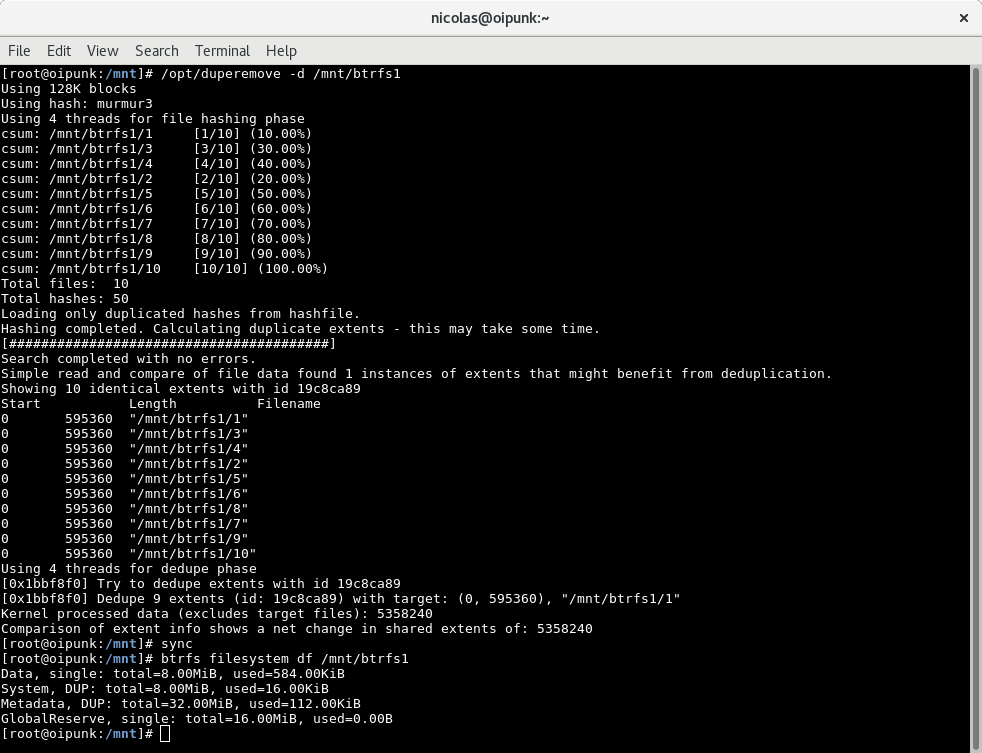 nicolas@oipunk:~
File Edit View Search Terminal Help
[root@oipunk:/mnt]# /opt/duperemove -d /mnt/btrfs1
Using 128K blocks
Using hash: murmur3
Using 4 threads for file hashing phase
csum: /mnt/btrfs1/1     [1/10] (10.00%)
csum: /mnt/btrfs1/3     [3/10] (30.00%)
csum: /mnt/btrfs1/4     [4/10] (40.00%)
csum: /mnt/btrfs1/2     [2/10] (20.00%)
csum: /mnt/btrfs1/5     [5/10] (50.00%)
csum: /mnt/btrfs1/6     [6/10] (60.00%)
csum: /mnt/btrfs1/7     [7/10] (70.00%)
csum: /mnt/btrfs1/8     [8/10] (80.00%)
csum: /mnt/btrfs1/9     [9/10] (90.00%)
csum: /mnt/btrfs1/10    [10/10] (100.00%)
Total files:  10
Total hashes: 50
Loading only duplicated hashes from hashfile.
Hashing completed. Calculating duplicate extents - this may take some time.
[########################################]
Search completed with no errors.
Simple read and compare of file data found 1 instances of extents that might benefit from deduplication.
Showing 10 identical extents with id 19c8ca89
Start           Length          Filename
0       595360  "/mnt/btrfs1/1"
0       595360  "/mnt/btrfs1/3"
0       595360  "/mnt/btrfs1/4"
0       595360  "/mnt/btrfs1/2"
0       595360  "/mnt/btrfs1/5"
0       595360  "/mnt/btrfs1/6"
0       595360  "/mnt/btrfs1/8"
0       595360  "/mnt/btrfs1/7"
0       595360  "/mnt/btrfs1/9"
0       595360  "/mnt/btrfs1/10"
Using 4 threads for dedupe phase
[0x1bbf8f0] Try to dedupe extents with id 19c8ca89
[0x1bbf8f0] Dedupe 9 extents (id: 19c8ca89) with target: (0, 595360), "/mnt/btrfs1/1"
Kernel processed data (excludes target files): 5358240
Comparison of extent info shows a net change in shared extents of: 5358240
[root@oipunk:/mnt]# sync
[root@oipunk:/mnt]# btrfs filesystem df /mnt/btrfs1
Data, single: total=8.00MiB, used=584.00KiB
System, DUP: total=8.00MiB, used=16.00KiB
Metadata, DUP: total=32.00MiB, used=112.00KiB
GlobalReserve, single: total=16.00MiB, used=0.00B
[root@oipunk:/mnt]#